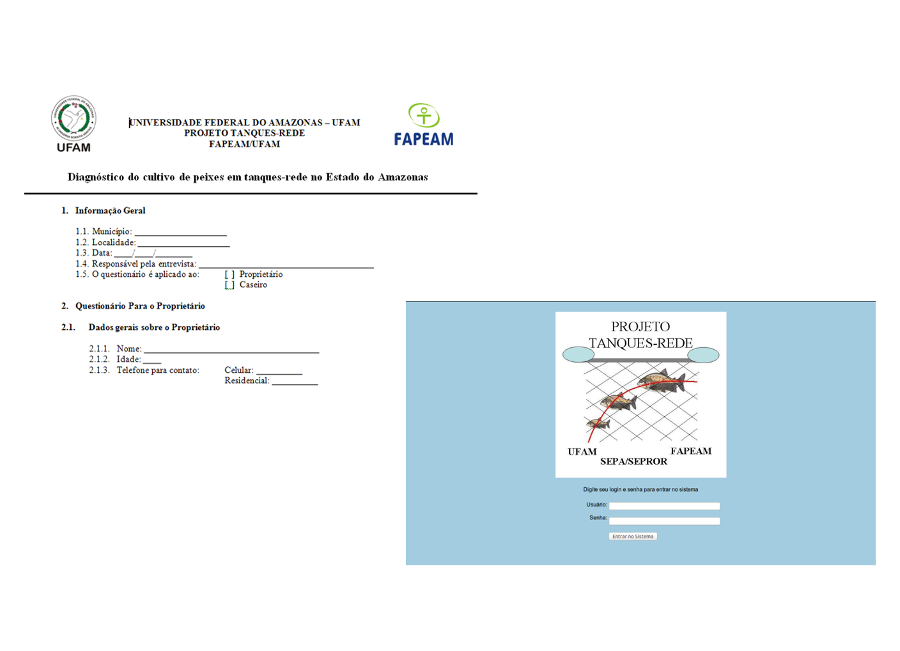 UFAM
UNIVERSIDADE FEDERAL DO AMAZONAS – UFAM
PROJETO TANQUES-REDE
FAPEAM/UFAM
FAPEAM
Diagnóstico do cultivo de peixes em tanques-rede no Estado do Amazonas
1. Informação Geral
1.1. Município: ____________________
1.2. Localidade: ____________________
1.3. Data: ____/____/________
1.4. Responsável pela entrevista: ______________________________________
1.5. O questionário é aplicado ao: [ ] Proprietário
[ ] Caseiro
2. Questionário Para o Proprietário
2.1. Dados gerais sobre o Proprietário
2.1.1. Nome: ______________________________________
2.1.2. Idade: ____
2.1.3. Telefone para contato: Celular: __________
Residencial: __________
PROJETO
TANQUES-REDE
UFAM FAPEAM
SEPA/SEPROR
Digite seu login e senha para entrar no sistema
Usuário:
Senha:
Entrar no Sistema